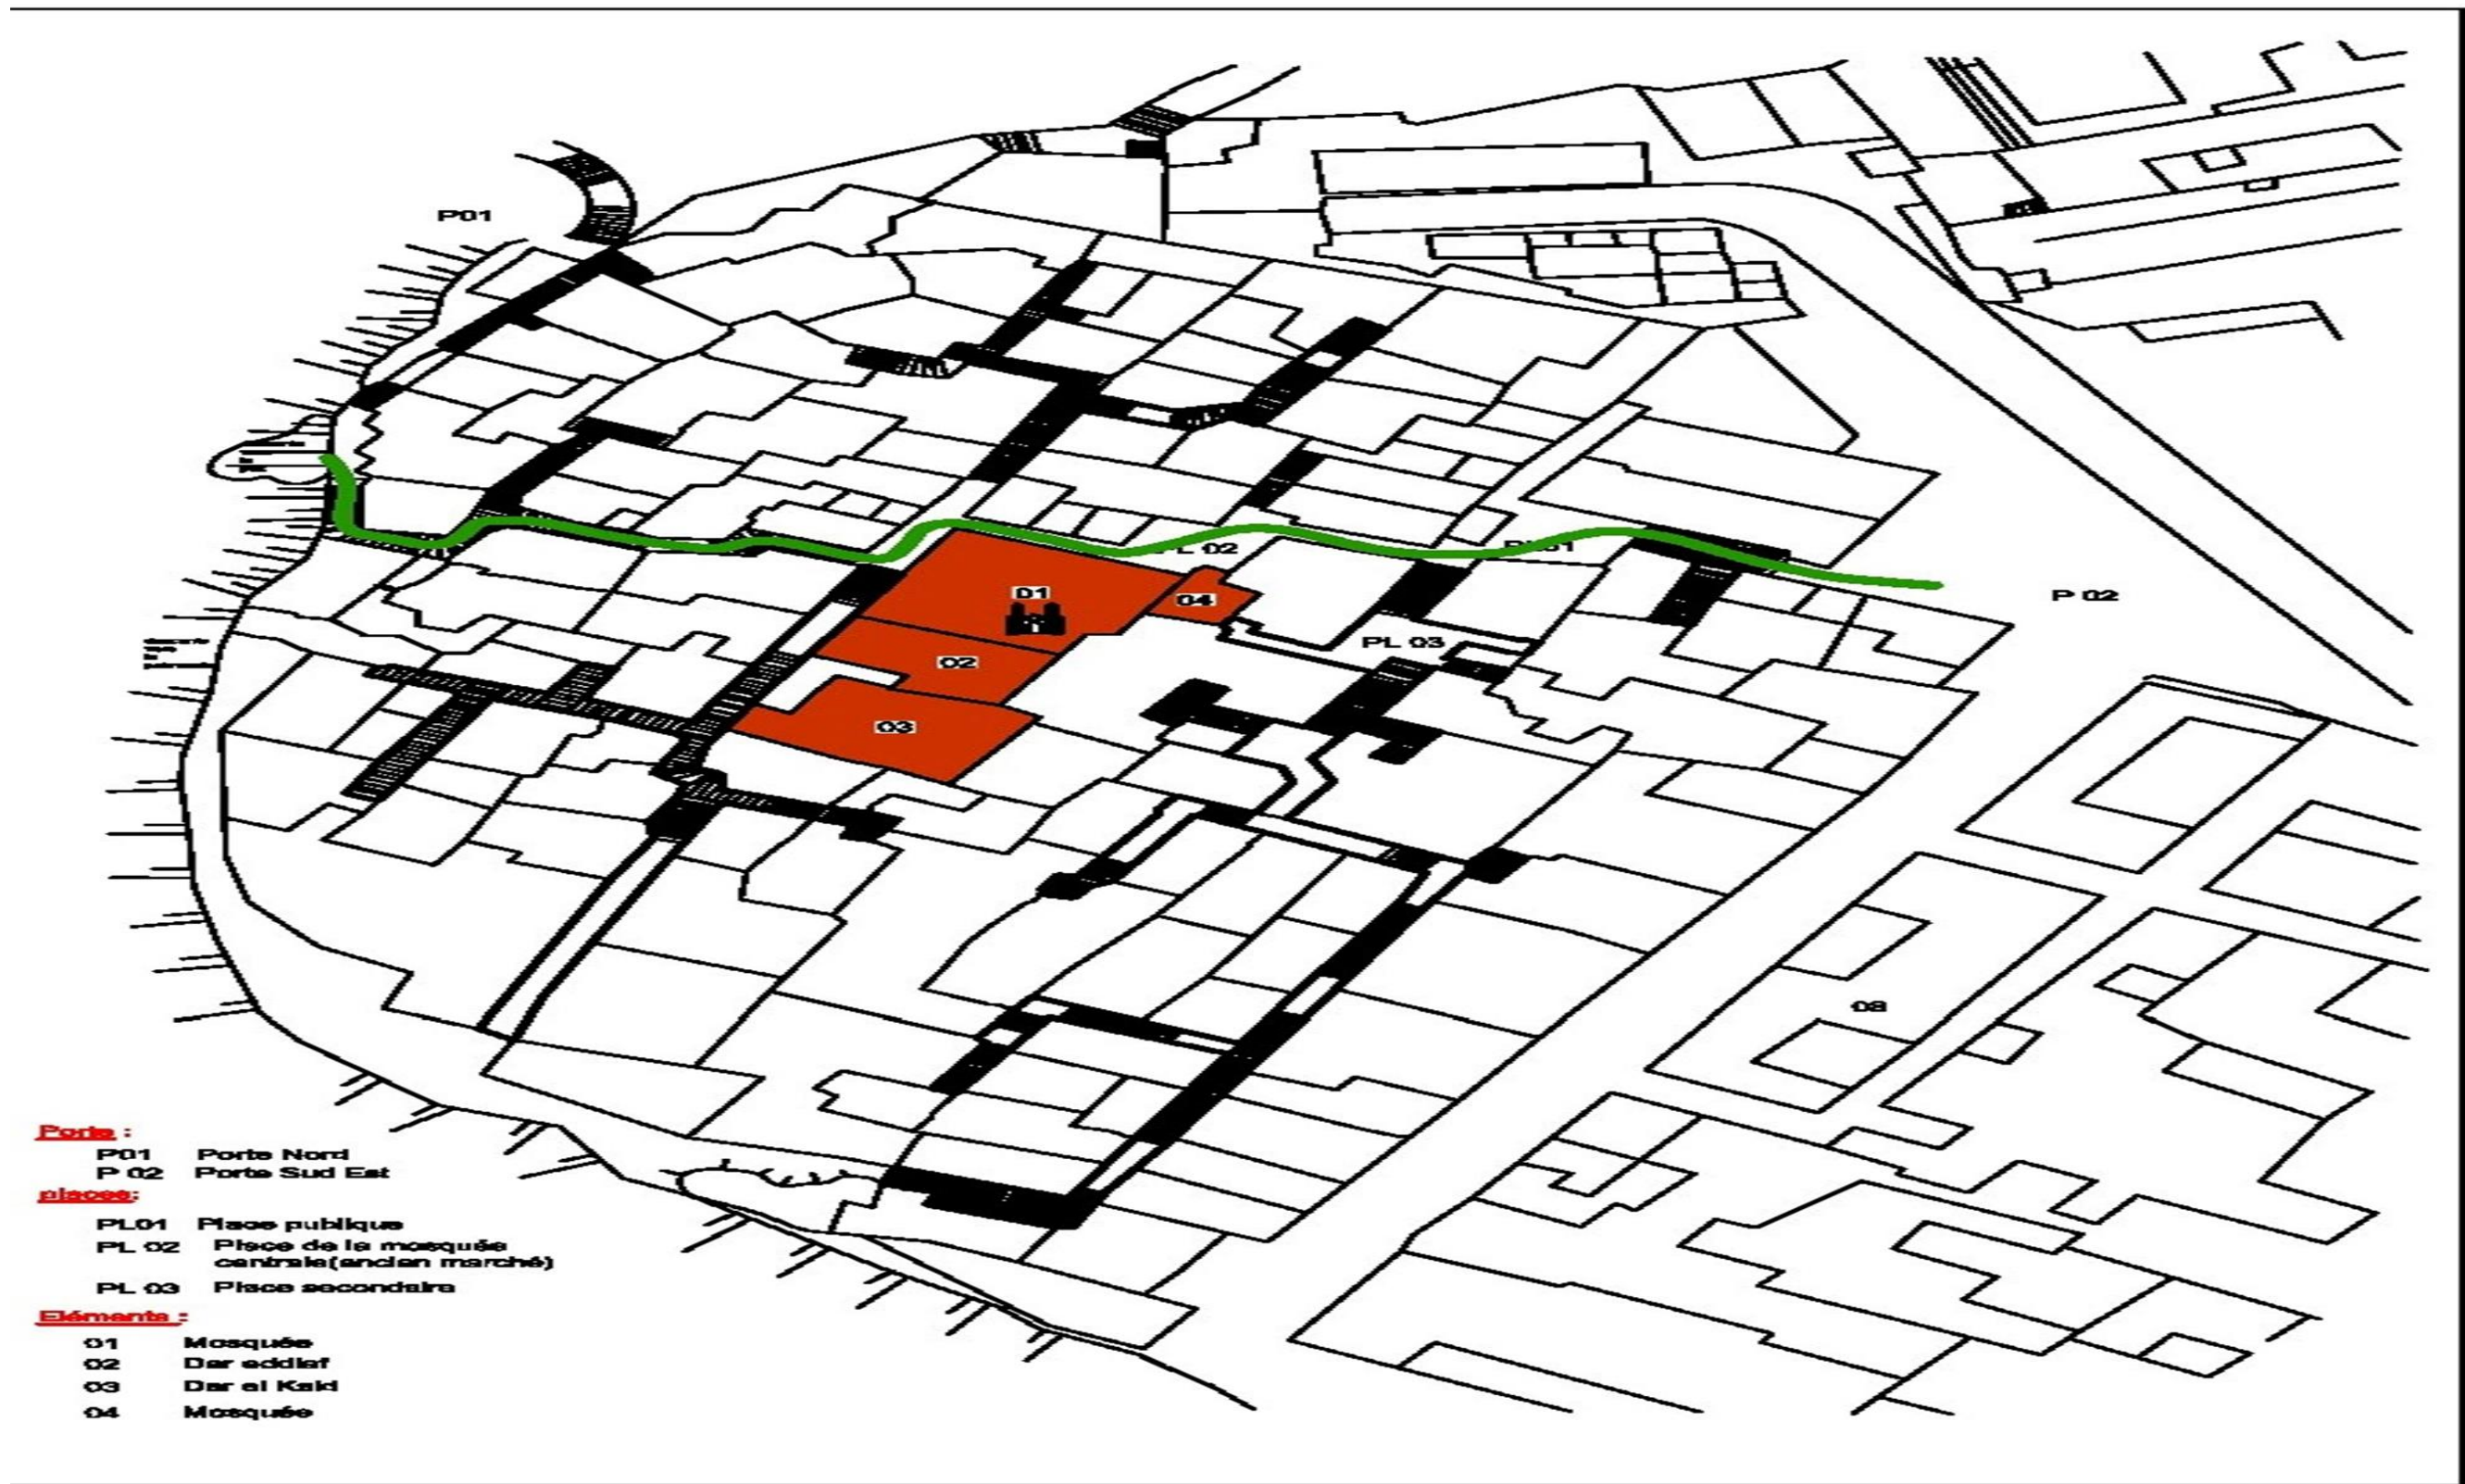 P01
PL 02
PL01
P 02
01
04
02
PL 03
03
08
Porte :
P01 Porte Nord
P 02 Porte Sud Est
places:
PL01 Place publique
PL 02 Place de la mosquée
centrale(ancien marché)
PL 03 Place secondaire
Eléments :
01 Mosquée
02 Dar eddiaf
03 Dar el Kaid
04 Mosquée